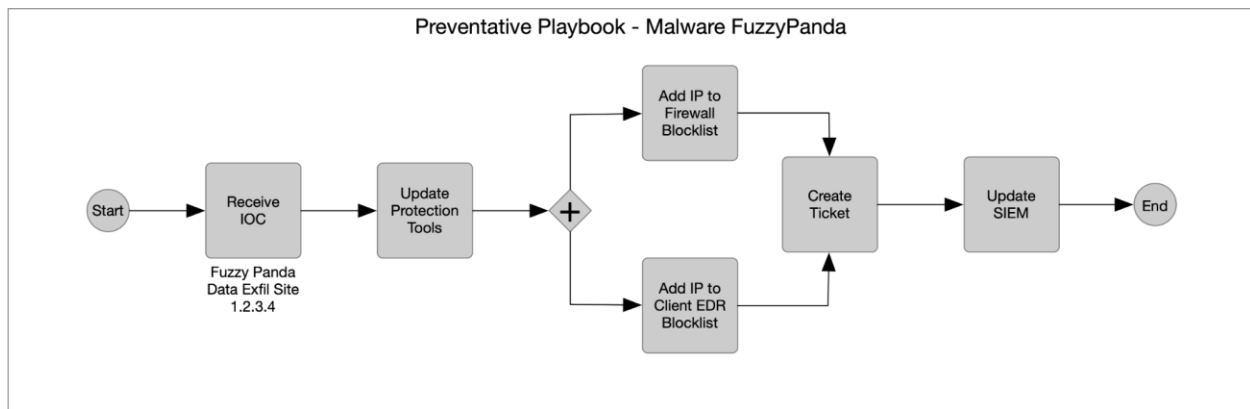 Preventative Playbook - Malware FuzzyPanda
Start
Receive
IOC
Fuzzy Panda
Data Exfil Site
1.2.3.4
Update
Protection
Tools
+
Add IP to
Firewall
Blocklist
Add IP to
Client EDR
Blocklist
Create
Ticket
Update
SIEM
End